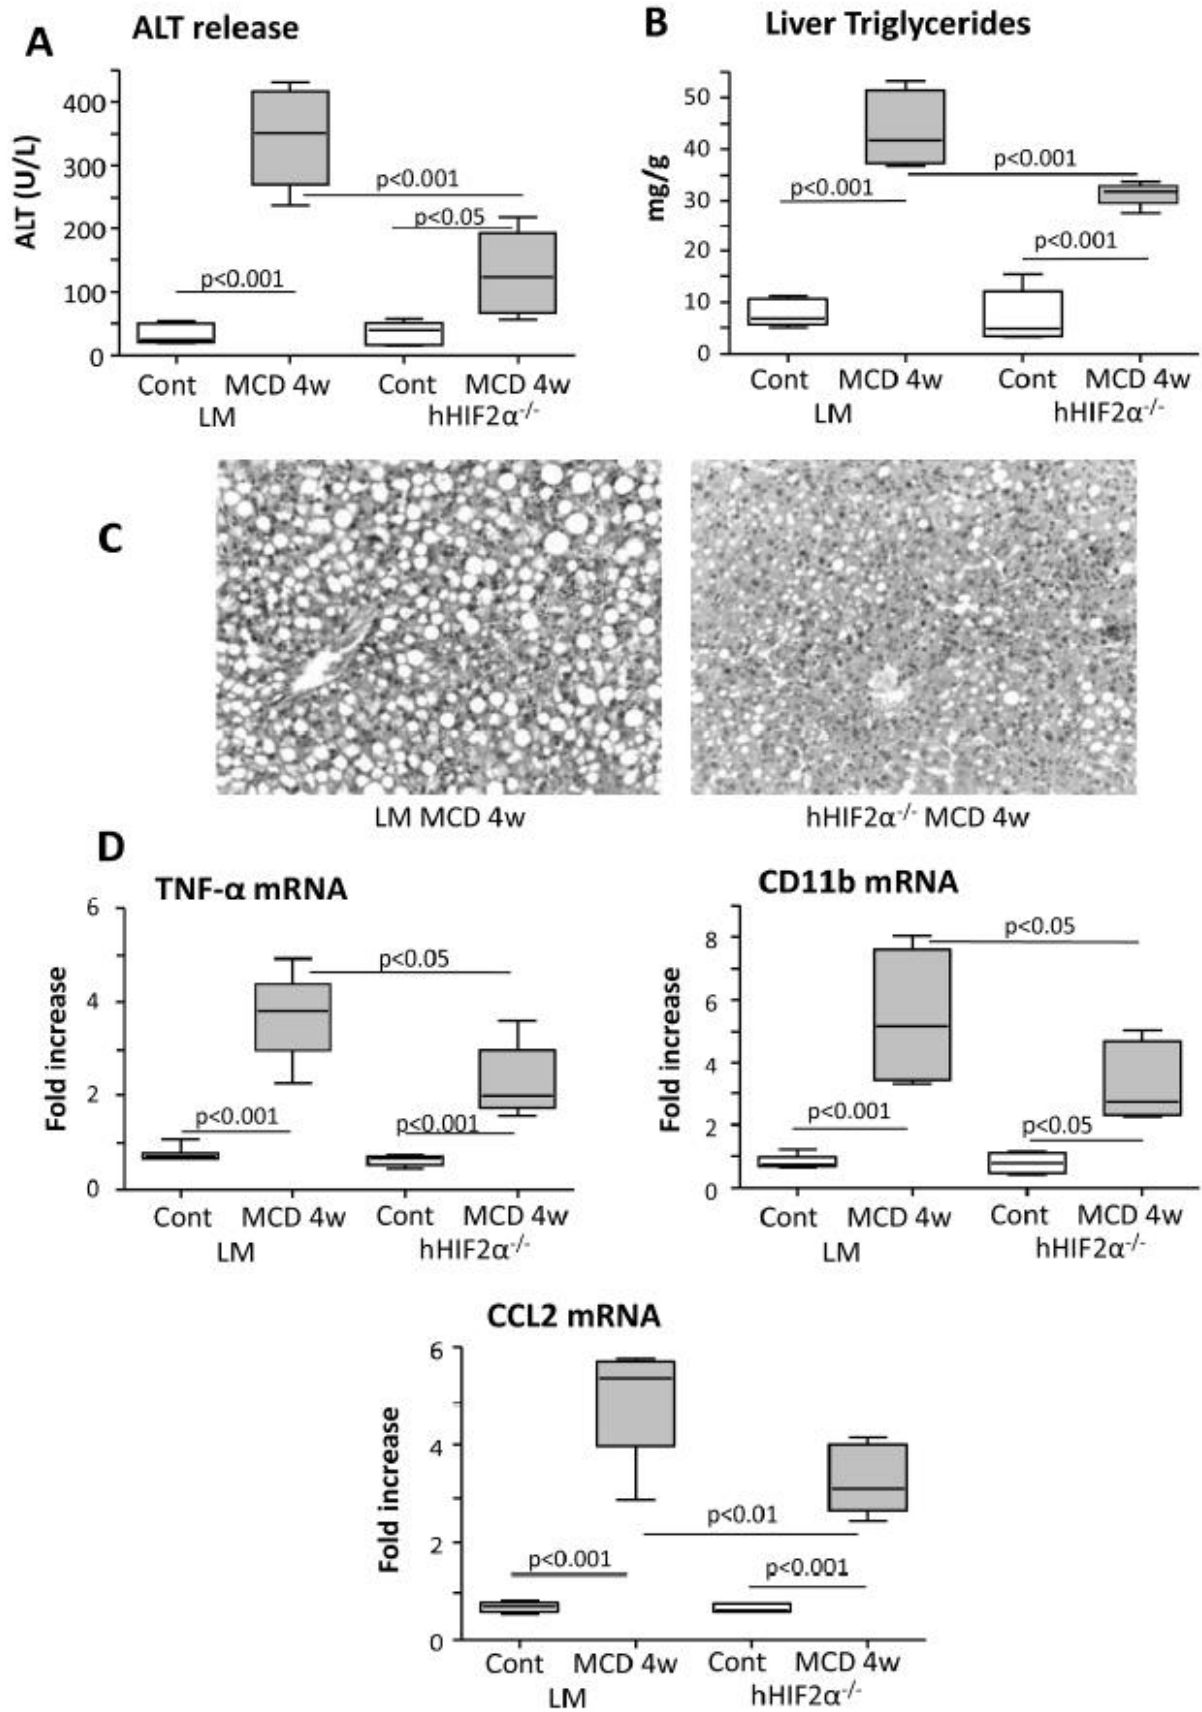 A ALT release
ALT (U/L)
400
300
200
100
0
p<0.001
p<0.001
p<0.05
Cont MCD 4w Cont MCD 4w
LM hHIF2α-/-
B Liver Triglycerides
mg/g
50
40
30
20
10
0
p<0.001
p<0.001
p<0.001
Cont MCD 4w Cont MCD 4w
LM hHIF2α-/-
C
LM MCD 4w hHIF2α-/- MCD 4w
D
TNF-α mRNA
Fold increase
6
4
2
0
p<0.05
p<0.001
p<0.001
Cont MCD 4w Cont MCD 4w
LM hHIF2α-/-
CD11b mRNA
Fold increase
8
6
4
2
0
p<0.05
p<0.001
p<0.05
Cont MCD 4w Cont MCD 4w
LM hHIF2α-/-
CCL2 mRNA
Fold increase
6
4
2
0
p<0.01
p<0.001
p<0.001
Cont MCD 4w Cont MCD 4w
LM hHIF2α-/-